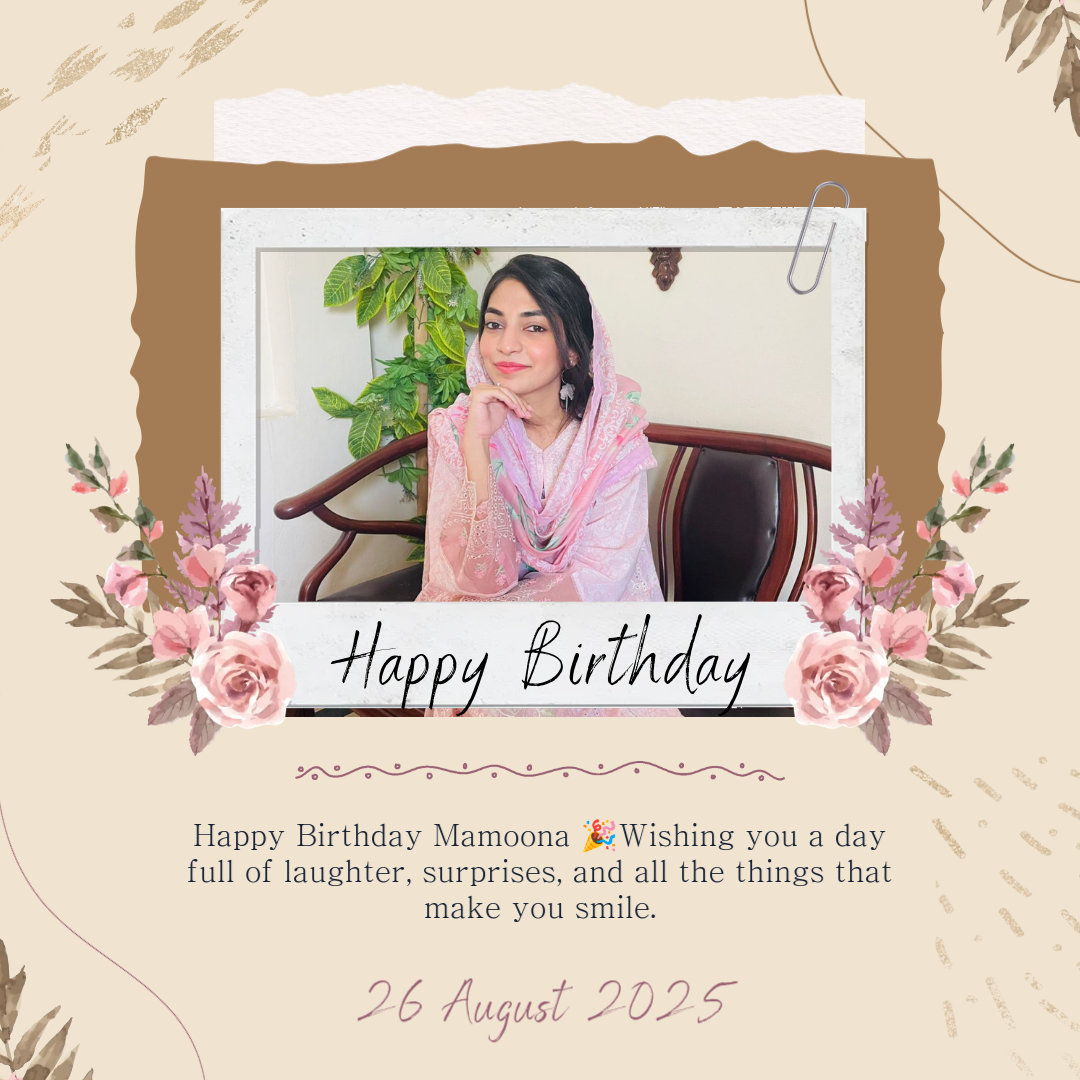 Happy Birthday
Happy Birthday Mamoona 🎉Wishing you a day
full of laughter, surprises, and all the things that
make you smile.
26 August 2025